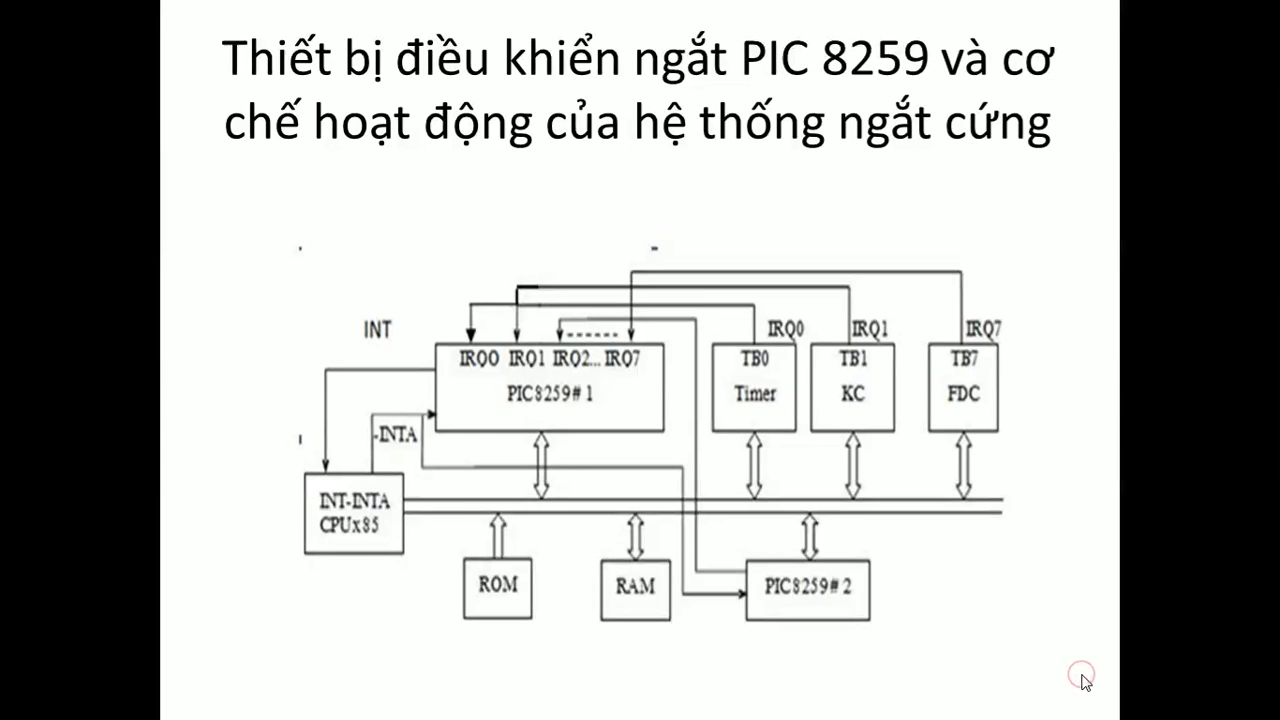 Thiết bị điều khiển ngắt PIC 8259 và cơ
chế hoạt động của hệ thống ngắt cứng
INT
IRQ0
IRQ1
IRQ7
IRQ0 IRQ1 IRQ2... IRQ7
PIC8259#1
TB0
Timer
TB1
KC
TB7
FDC
-INTA
INT-INTA
CPUx85
ROM
RAM
PIC8259#2